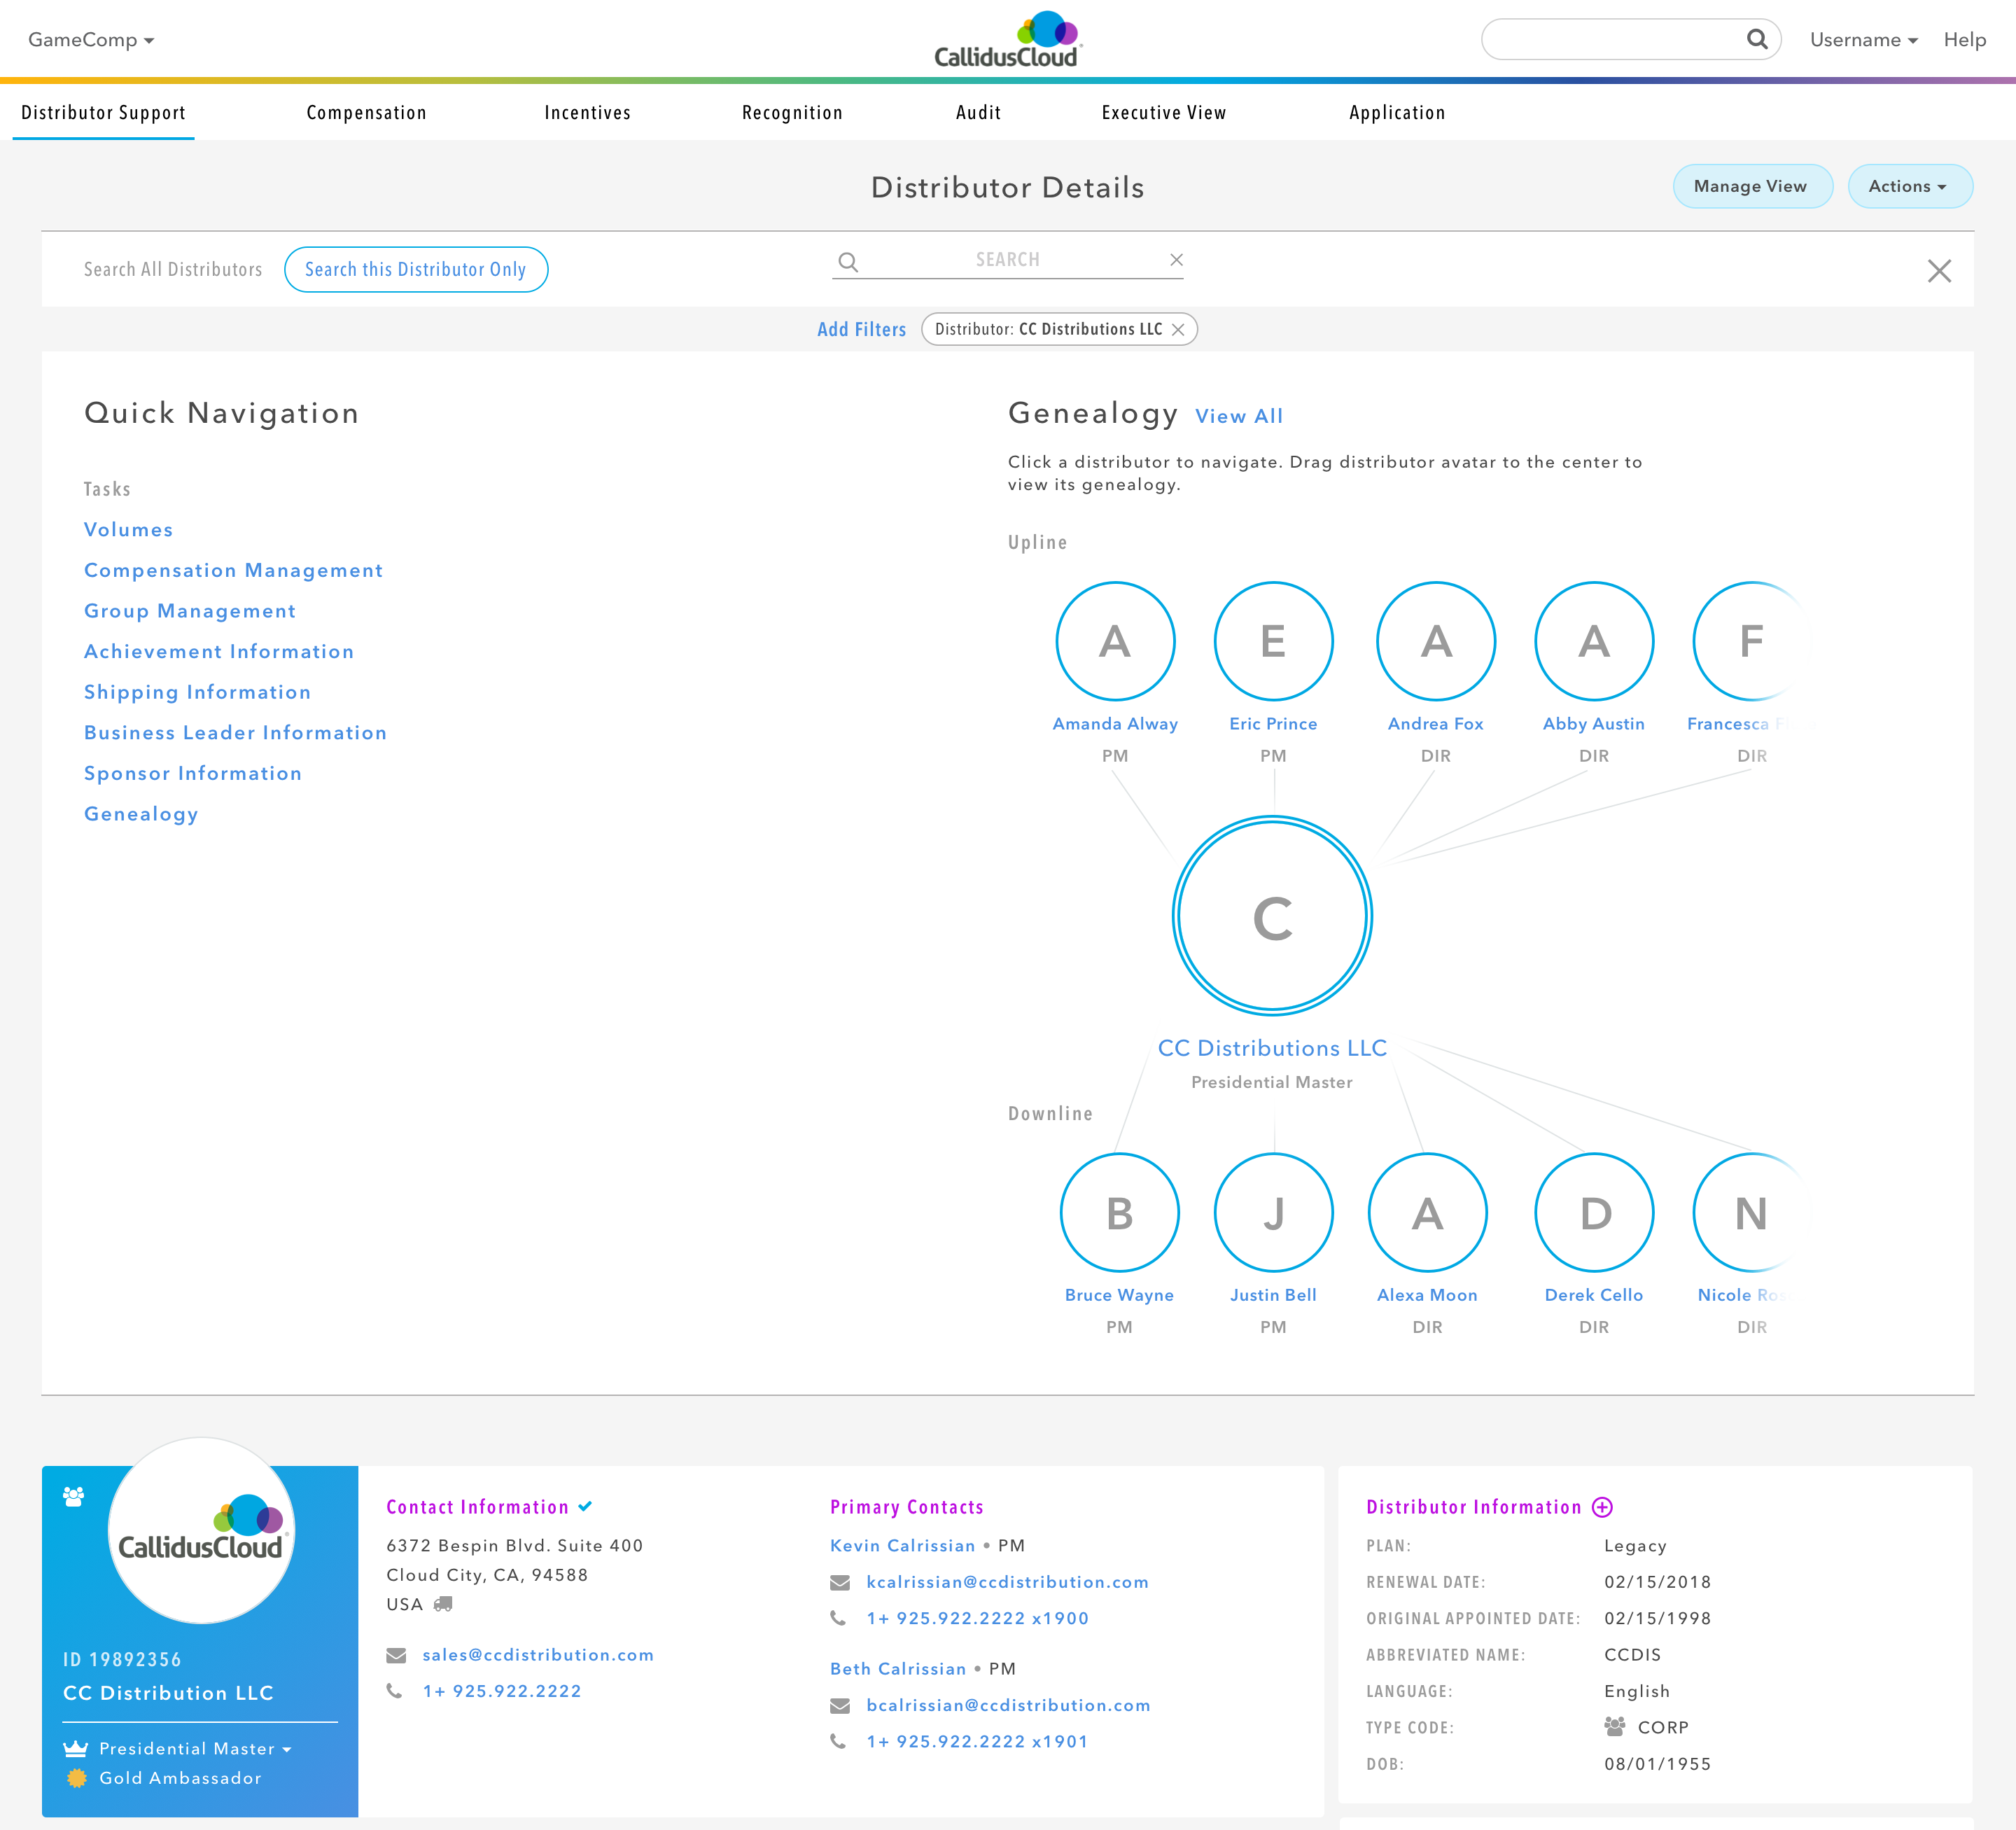 GameComp
CallidusCloud
Username
Help
Distributor Support
Compensation
Incentives
Recognition
Audit
Executive View
Application
Distributor Details
Manage View
Actions
Search All Distributors
Search this Distributor Only
SEARCH
Add Filters
Distributor: CC Distributions LLC
Quick Navigation
Tasks
Volumes
Compensation Management
Group Management
Achievement Information
Shipping Information
Business Leader Information
Sponsor Information
Genealogy
Genealogy View All
Click a distributor to navigate. Drag distributor avatar to the center to
view its genealogy.
Upline
A
E
A
A
F
Amanda Alway
Eric Prince
Andrea Fox
Abby Austin
Francesca
PM
PM
DIR
DIR
DIR
C
CC Distributions LLC
Presidential Master
Downline
B
J
A
D
N
Bruce Wayne
Justin Bell
Alexa Moon
Derek Cello
Nicole
PM
PM
DIR
DIR
DIR
CallidusCloud
ID 19892356
CC Distribution LLC
Presidential Master
Gold Ambassador
Contact Information
6372 Bespin Blvd. Suite 400
Cloud City, CA, 94588
USA
sales@ccdistribution.com
1+ 925.922.2222
Primary Contacts
Kevin Calrissian • PM
kcalrissian@ccdistribution.com
1+ 925.922.2222 x1900
Beth Calrissian • PM
bcalrissian@ccdistribution.com
1+ 925.922.2222 x1901
Distributor Information
PLAN: Legacy
RENEWAL DATE: 02/15/2018
ORIGINAL APPOINTED DATE: 02/15/1998
ABBREVIATED NAME: CCDIS
LANGUAGE: English
TYPE CODE: CORP
DOB: 08/01/1955